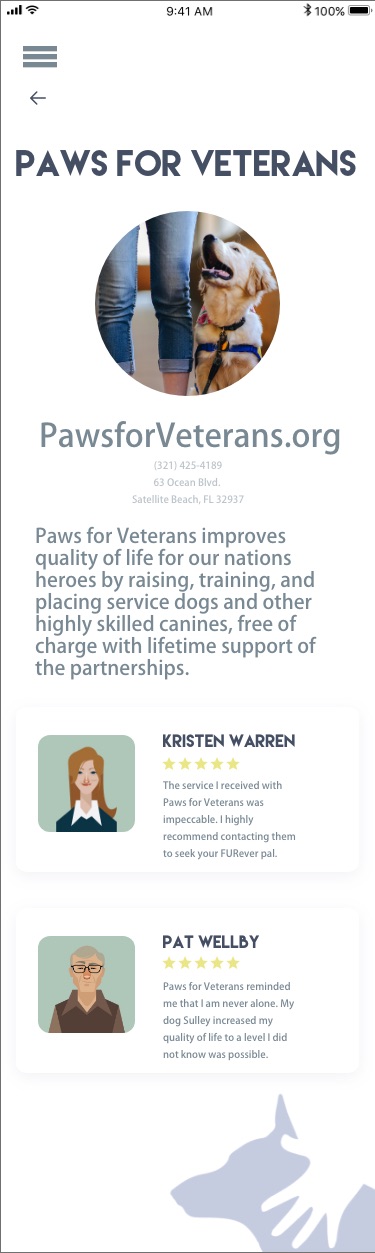 9:41 AM 100%
PAWS FOR VETERANS
PawsforVeterans.org
(321) 425-4189
63 Ocean Blvd.
Satellite Beach, FL 32937
Paws for Veterans improves
quality of life for our nations
heroes by raising, training, and
placing service dogs and other
highly skilled canines, free of
charge with lifetime support of
the partnerships.
KRISTEN WARREN
The service I received with
Paws for Veterans was
impeccable. I highly
recommend contacting them
to seek your FURever pal.
PAT WELLBY
Paws for Veterans reminded
me that I am never alone. My
dog Sulley increased my
quality of life to a level I did
not know was possible.